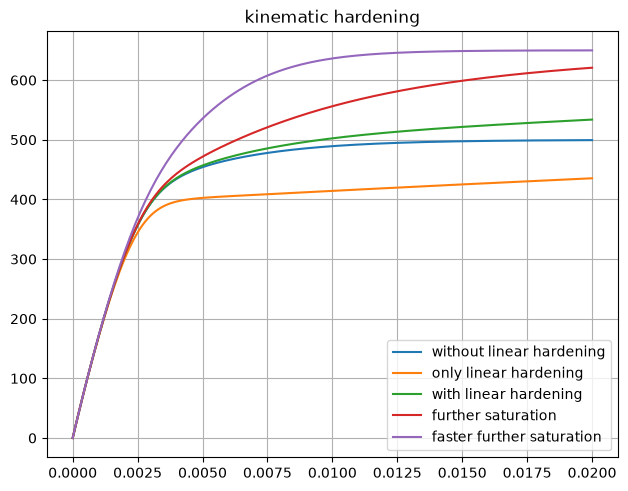 kinematic hardening
600
500
400
300
200
100
0
without linear hardening
only linear hardening
with linear hardening
further saturation
faster further saturation
0.0000 0.0025 0.0050 0.0075 0.0100 0.0125 0.0150 0.0175 0.0200